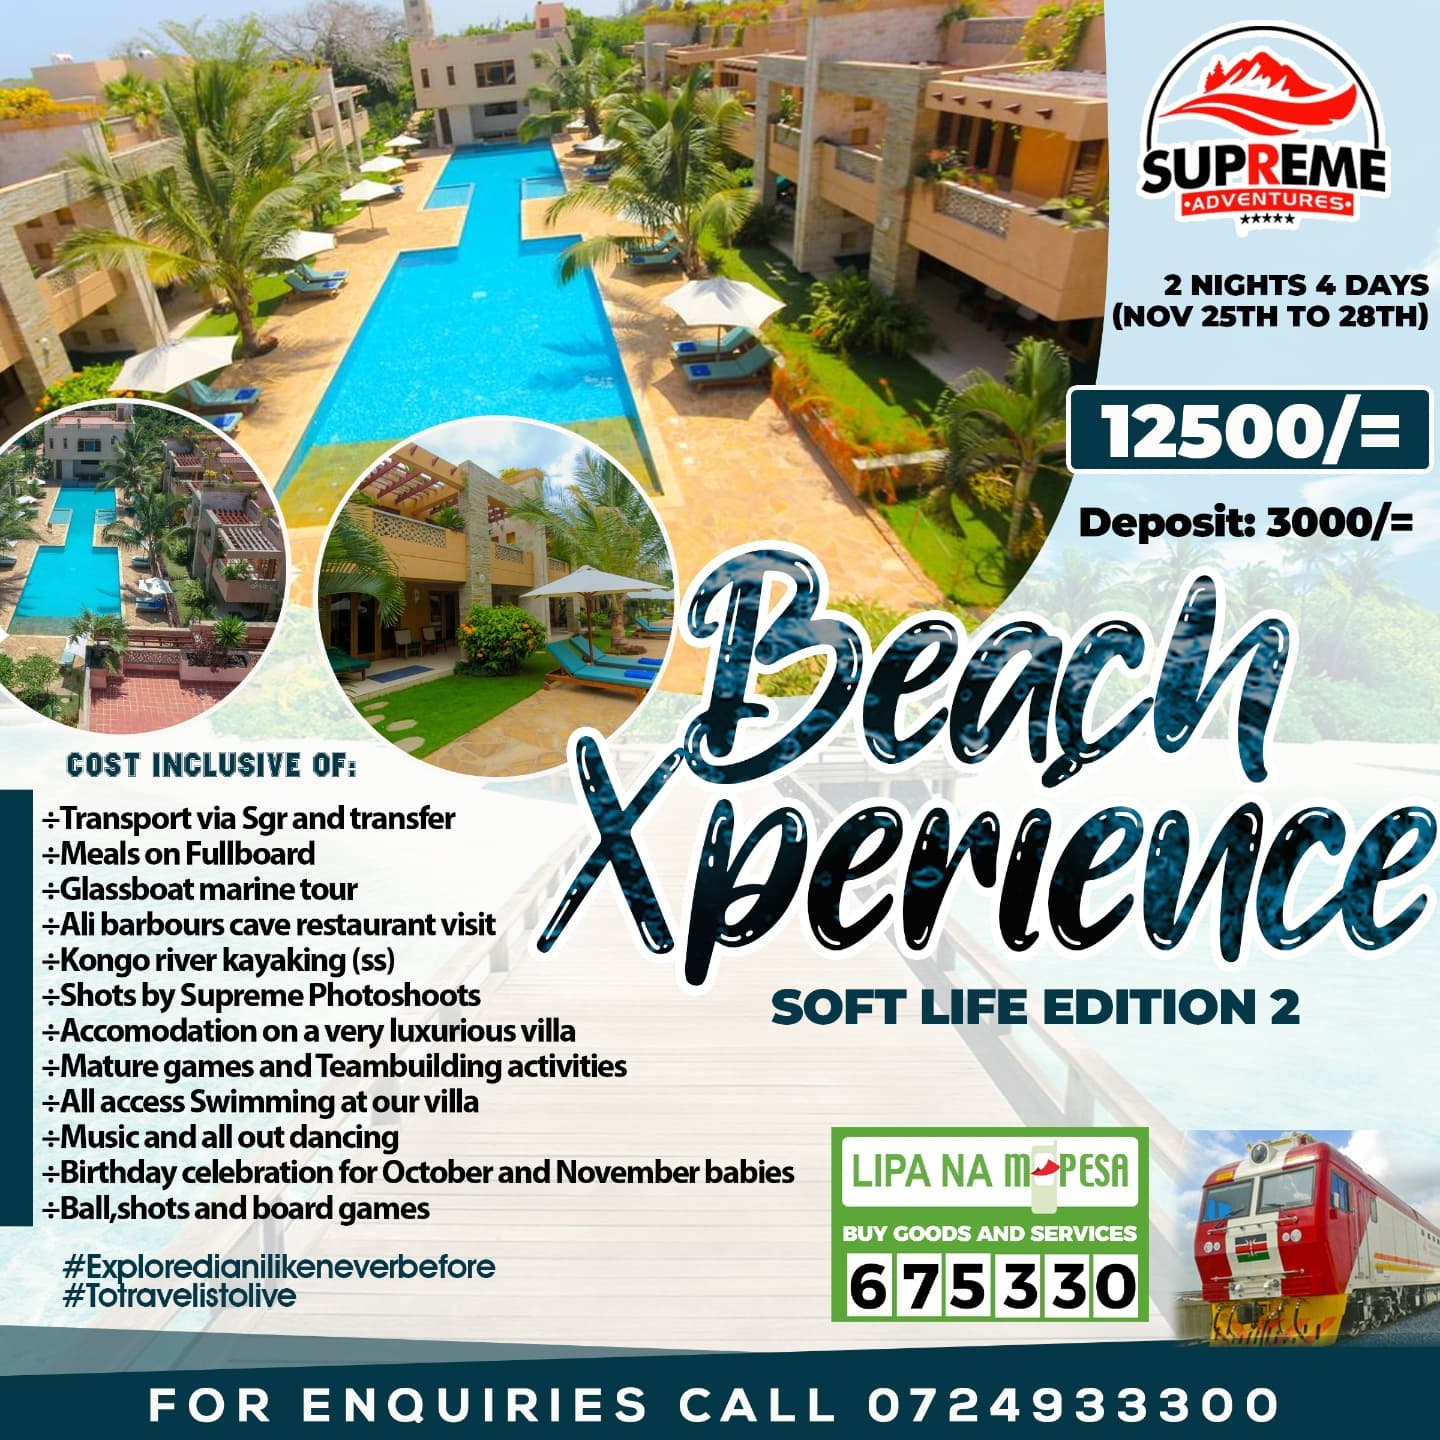 SUPREME
•ADVENTURES•
★★★★★
2 NIGHTS 4 DAYS
(NOV 25TH TO 28TH)
12500/=
Deposit: 3000/=
Beach
Xperience
SOFT LIFE EDITION 2
COST INCLUSIVE OF:
÷Transport via Sgr and transfer
÷Meals on Fullboard
÷Glassboat marine tour
÷Ali barbours cave restaurant visit
÷Kongo river kayaking (ss)
÷Shots by Supreme Photoshoots
÷Accomodation on a very luxurious villa
÷Mature games and Teambuilding activities
÷All access Swimming at our villa
÷Music and all out dancing
÷Birthday celebration for October and November babies
÷Ball,shots and board games
#Exploredianilikeneverbefore
#Totravelistolive
LIPA NA M-PESA
BUY GOODS AND SERVICES
675330
FOR ENQUIRIES CALL 0724933300